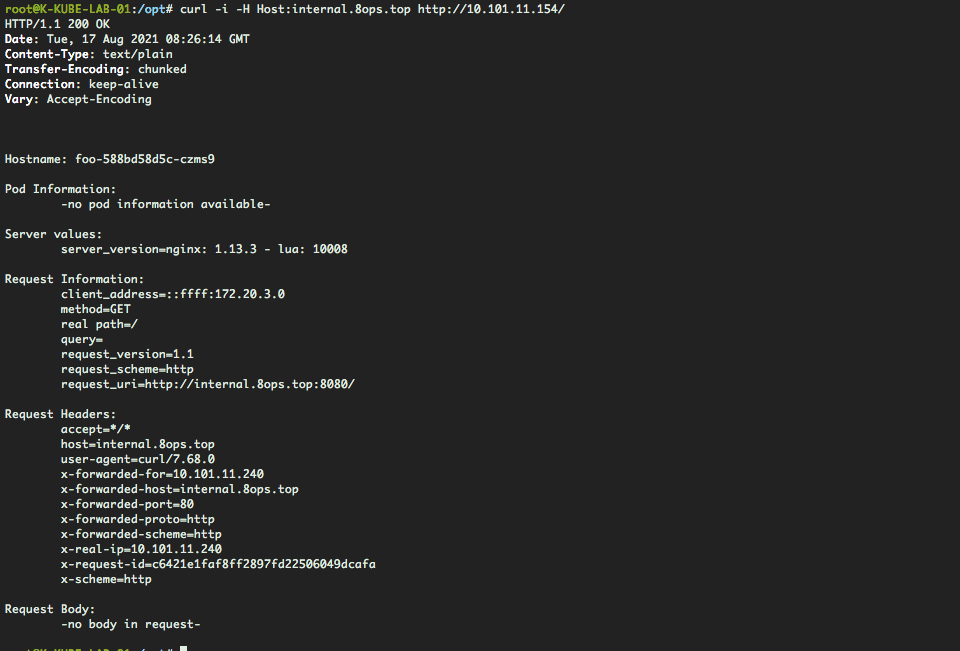 root@K-KUBE-LAB-01:/opt# curl -i -H Host:internal.8ops.top http://10.101.11.154/
HTTP/1.1 200 OK
Date: Tue, 17 Aug 2021 08:26:14 GMT
Content-Type: text/plain
Transfer-Encoding: chunked
Connection: keep-alive
Vary: Accept-Encoding
Hostname: foo-588bd58d5c-czms9
Pod Information:
-no pod information available-
Server values:
server_version=nginx: 1.13.3 - lua: 10008
Request Information:
client_address=::ffff:172.20.3.0
method=GET
real path=/
query=
request_version=1.1
request_scheme=http
request_uri=http://internal.8ops.top:8080/
Request Headers:
accept=*/*
host=internal.8ops.top
user-agent=curl/7.68.0
x-forwarded-for=10.101.11.240
x-forwarded-host=internal.8ops.top
x-forwarded-port=80
x-forwarded-proto=http
x-forwarded-scheme=http
x-real-ip=10.101.11.240
x-request-id=c6421e1faf8ff2897fd22506049dcafa
x-scheme=http
Request Body:
-no body in request-
root@K-KUBE-LAB-01:/opt#